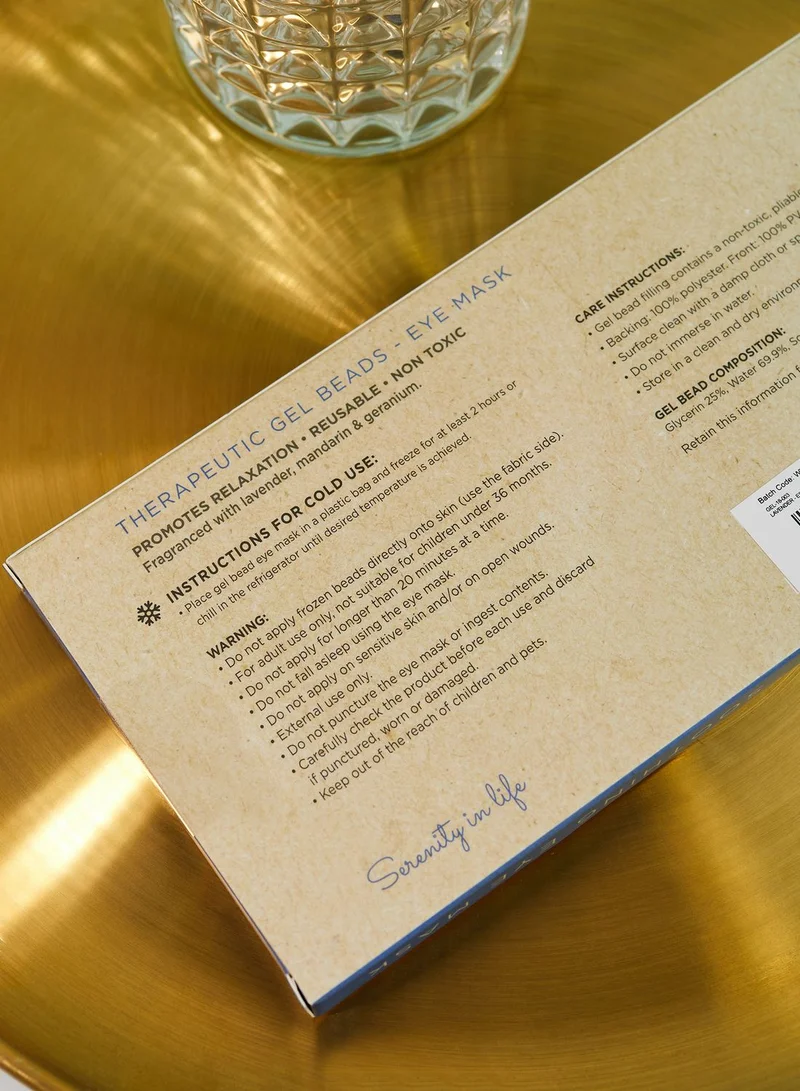 THERAPEUTIC GEL BEADS - EYE MASK
PROMOTES RELAXATION • REUSABLE • NON TOXIC
Fragranced with lavender, mandarin & geranium.
INSTRUCTIONS FOR COLD USE:
• Place gel bead eye mask in a plastic bag and freeze for at least 2 hours or
chill in the refrigerator until desired temperature is achieved.
WARNING:
• Do not apply frozen beads directly onto skin (use the fabric side).
• For adult use only, not suitable for children under 36 months.
• Do not apply for longer than 20 minutes at a time.
• Do not fall asleep using the eye mask.
• Do not apply on sensitive skin and/or on open wounds.
• External use only.
• Do not puncture the eye mask or ingest contents.
• Carefully check the product before each use and discard
if punctured, worn or damaged.
• Keep out of the reach of children and pets.
Serenity in life
CARE INSTRUCTIONS:
• Gel bead filling contains a non-toxic,
• Backing: 100% polyester. Front: 100%
• Surface clean with a damp cloth or
• Do not immerse in water.
• Store in a clean and dry
GEL BEAD COMPOSITION:
Glycerin 25%, Water 69.9%,
Retain this information
Batch Code:
GEL-18-001
LAVENDER
EYE MASK